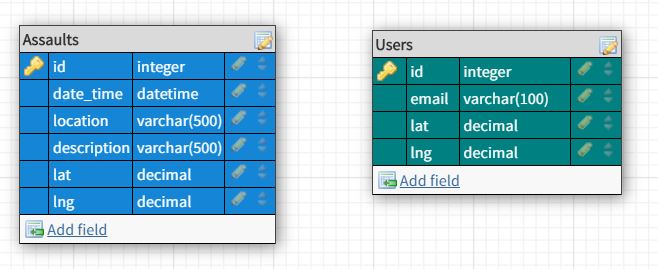 Assaults
id integer
date_time datetime
location varchar(500)
description varchar(500)
lat decimal
lng decimal
Add field
Users
id integer
email varchar(100)
lat decimal
lng decimal
Add field